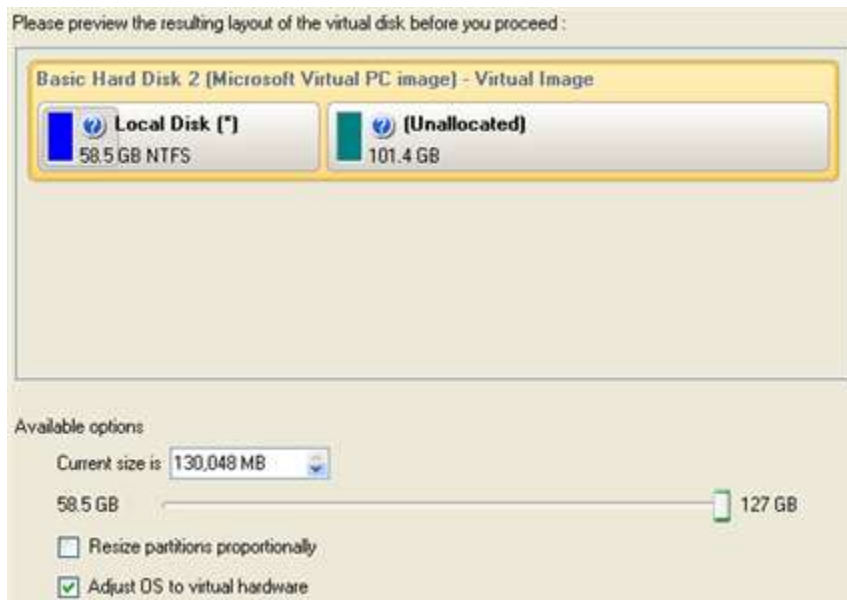 Please preview the resulting layout of the virtual disk before you proceed :
Basic Hard Disk 2 (Microsoft Virtual PC image) - Virtual Image
Local Disk (*)
58.5 GB NTFS
(Unallocated)
101.4 GB
Available options
Current size is 130,048 MB
58.5 GB 127 GB
Resize partitions proportionally
Adjust OS to virtual hardware